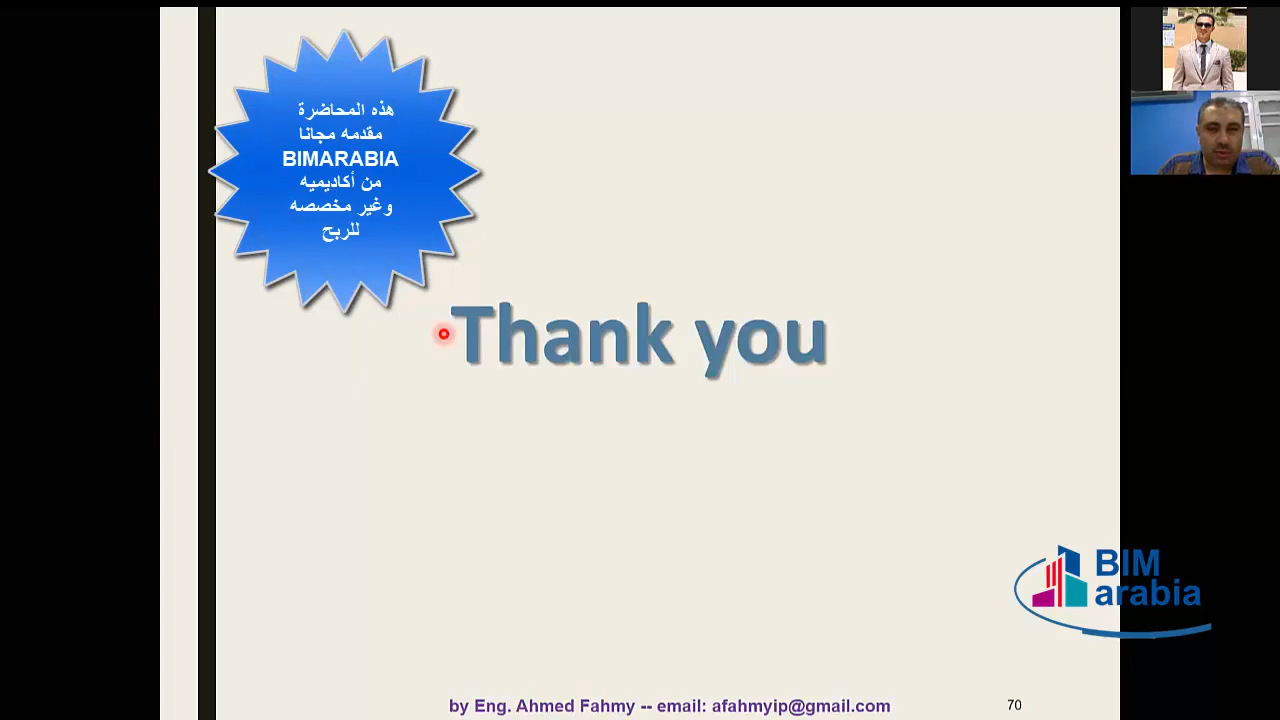 هذه المحاضرة
مقدمه مجانا
BIMARABIA
من أكاديميه
وغير مخصصه
للربح
Thank you
BIM
arabia
by Eng. Ahmed Fahmy -- email: afahmyip@gmail.com
70